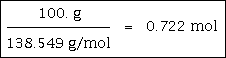 100. g
138.549 g/mol = 0.722 mol